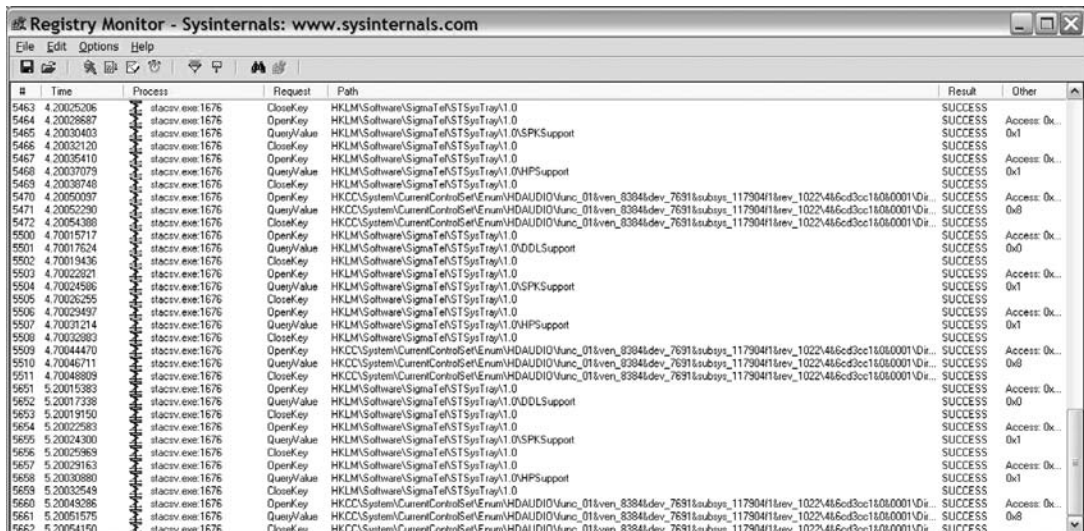 Registry Monitor - Sysinternals: www.sysinternals.com
File Edit Options Help
# Time Process Request Path Result Other
5463 4.20025206 stacsv.exe:1676 CloseKey HKLM\Software\SigmaTel\STSysTray\1.0 SUCCESS
5464 4.20028687 stacsv.exe:1676 OpenKey HKLM\Software\SigmaTel\STSysTray\1.0 SUCCESS Access: 0x...
5465 4.20030403 stacsv.exe:1676 QueryValue HKLM\Software\SigmaTel\STSysTray\1.0\SPKSupport SUCCESS 0x1
5466 4.20032120 stacsv.exe:1676 CloseKey HKLM\Software\SigmaTel\STSysTray\1.0 SUCCESS
5467 4.20035410 stacsv.exe:1676 OpenKey HKLM\Software\SigmaTel\STSysTray\1.0 SUCCESS Access: 0x...
5468 4.20037079 stacsv.exe:1676 QueryValue HKLM\Software\SigmaTel\STSysTray\1.0\HPSupport SUCCESS 0x1
5469 4.20038748 stacsv.exe:1676 CloseKey HKLM\Software\SigmaTel\STSysTray\1.0 SUCCESS
5470 4.20050097 stacsv.exe:1676 OpenKey HKCC\System\CurrentControlSet\Enum\HDAUDIO\func_01&ven_8384&dev_7691&subsys_117904f1&rev_1022\4&6cd3cc1&0&0001\Dir... SUCCESS Access: 0x...
5471 4.20052290 stacsv.exe:1676 QueryValue HKCC\System\CurrentControlSet\Enum\HDAUDIO\func_01&ven_8384&dev_7691&subsys_117904f1&rev_1022\4&6cd3cc1&0&0001\Dir... SUCCESS 0x8
5472 4.20054388 stacsv.exe:1676 CloseKey HKCC\System\CurrentControlSet\Enum\HDAUDIO\func_01&ven_8384&dev_7691&subsys_117904f1&rev_1022\4&6cd3cc1&0&0001\Dir... SUCCESS
5500 4.70015717 stacsv.exe:1676 OpenKey HKLM\Software\SigmaTel\STSysTray\1.0 SUCCESS Access: 0x...
5501 4.70017624 stacsv.exe:1676 QueryValue HKLM\Software\SigmaTel\STSysTray\1.0\DDLSupport SUCCESS 0x0
5502 4.70019436 stacsv.exe:1676 CloseKey HKLM\Software\SigmaTel\STSysTray\1.0 SUCCESS
5503 4.70022821 stacsv.exe:1676 OpenKey HKLM\Software\SigmaTel\STSysTray\1.0 SUCCESS Access: 0x...
5504 4.70024586 stacsv.exe:1676 QueryValue HKLM\Software\SigmaTel\STSysTray\1.0\SPKSupport SUCCESS 0x1
5505 4.70026255 stacsv.exe:1676 CloseKey HKLM\Software\SigmaTel\STSysTray\1.0 SUCCESS
5506 4.70029497 stacsv.exe:1676 OpenKey HKLM\Software\SigmaTel\STSysTray\1.0 SUCCESS Access: 0x...
5507 4.70031214 stacsv.exe:1676 QueryValue HKLM\Software\SigmaTel\STSysTray\1.0\HPSupport SUCCESS 0x1
5508 4.70032883 stacsv.exe:1676 CloseKey HKLM\Software\SigmaTel\STSysTray\1.0 SUCCESS
5509 4.70044470 stacsv.exe:1676 OpenKey HKCC\System\CurrentControlSet\Enum\HDAUDIO\func_01&ven_8384&dev_7691&subsys_117904f1&rev_1022\4&6cd3cc1&0&0001\Dir... SUCCESS Access: 0x...
5510 4.70046711 stacsv.exe:1676 QueryValue HKCC\System\CurrentControlSet\Enum\HDAUDIO\func_01&ven_8384&dev_7691&subsys_117904f1&rev_1022\4&6cd3cc1&0&0001\Dir... SUCCESS 0x8
5511 4.70048809 stacsv.exe:1676 CloseKey HKCC\System\CurrentControlSet\Enum\HDAUDIO\func_01&ven_8384&dev_7691&subsys_117904f1&rev_1022\4&6cd3cc1&0&0001\Dir... SUCCESS
5651 5.20015383 stacsv.exe:1676 OpenKey HKLM\Software\SigmaTel\STSysTray\1.0 SUCCESS Access: 0x...
5652 5.20017338 stacsv.exe:1676 QueryValue HKLM\Software\SigmaTel\STSysTray\1.0\DDLSupport SUCCESS 0x0
5653 5.20019150 stacsv.exe:1676 CloseKey HKLM\Software\SigmaTel\STSysTray\1.0 SUCCESS
5654 5.20022583 stacsv.exe:1676 OpenKey HKLM\Software\SigmaTel\STSysTray\1.0 SUCCESS Access: 0x...
5655 5.20024300 stacsv.exe:1676 QueryValue HKLM\Software\SigmaTel\STSysTray\1.0\SPKSupport SUCCESS 0x1
5656 5.20025969 stacsv.exe:1676 CloseKey HKLM\Software\SigmaTel\STSysTray\1.0 SUCCESS
5657 5.20029163 stacsv.exe:1676 OpenKey HKLM\Software\SigmaTel\STSysTray\1.0 SUCCESS Access: 0x...
5658 5.20030880 stacsv.exe:1676 QueryValue HKLM\Software\SigmaTel\STSysTray\1.0\HPSupport SUCCESS 0x1
5659 5.20032549 stacsv.exe:1676 CloseKey HKLM\Software\SigmaTel\STSysTray\1.0 SUCCESS
5660 5.20049286 stacsv.exe:1676 OpenKey HKCC\System\CurrentControlSet\Enum\HDAUDIO\func_01&ven_8384&dev_7691&subsys_117904f1&rev_1022\4&6cd3cc1&0&0001\Dir... SUCCESS Access: 0x...
5661 5.20051575 stacsv.exe:1676 QueryValue HKCC\System\CurrentControlSet\Enum\HDAUDIO\func_01&ven_8384&dev_7691&subsys_117904f1&rev_1022\4&6cd3cc1&0&0001\Dir... SUCCESS 0x8
5662 5.20054150 stacsv.exe:1676 CloseKey HKCC\System\CurrentControlSet\Enum\HDAUDIO\func_01&ven_8384&dev_7691&subsys_117904f1&rev_1022\4&6cd3cc1&0&0001\Dir... SUCCESS